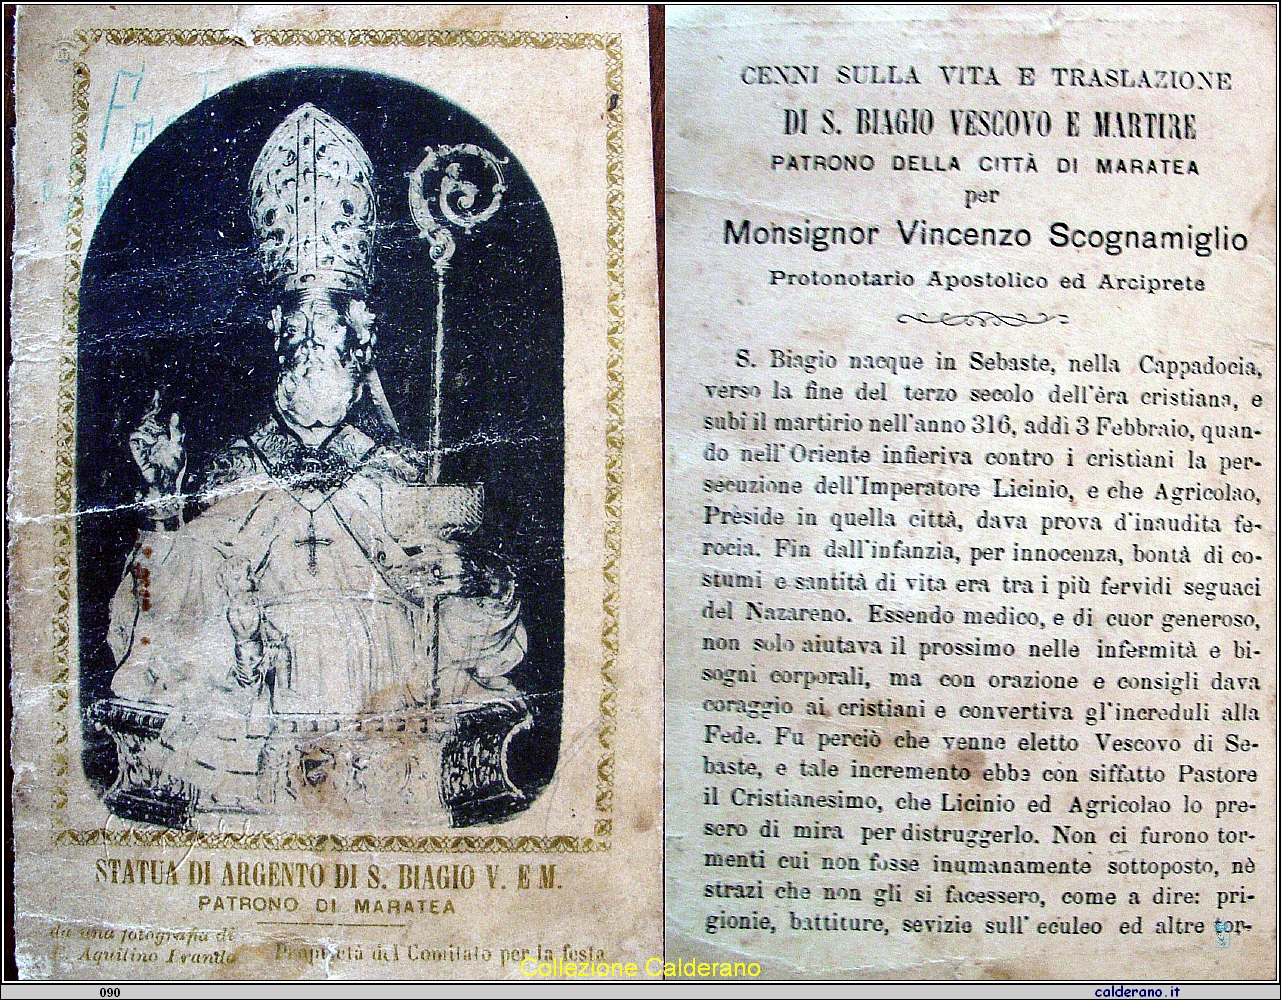 STATUA DI ARGENTO DI S. BIAGIO V. E M.
PATRONO DI MARATEA
da una fotografia di
Aquilino
Proprietà del Comitato per la festa
CENNI SULLA VITA E TRASLAZIONE
DI S. BIAGIO VESCOVO E MARTIRE
PATRONO DELLA CITTÀ DI MARATEA
per
Monsignor Vincenzo Scognamiglio
Protonotario Apostolico ed Arciprete
S. Biagio nacque in Sebaste, nella Cappadocia,
verso la fine del terzo secolo dell'èra cristiana, e
subì il martirio nell'anno 316, addì 3 Febbraio, quan-
do nell'Oriente infieriva contro i cristiani la per-
secuzione dell'Imperatore Licinio, e che Agricolao,
Preside in quella città, dava prova d'inaudita fe-
rocia. Fin dall'infanzia, per innocenza, bontà di co-
stumi e santità di vita era tra i più fervidi seguaci
del Nazareno. Essendo medico, e di cuor generoso,
non solo aiutava il prossimo nelle infermità e bi-
sogni corporali, ma con orazione e consigli dava
coraggio ai cristiani e convertiva gl'increduli alla
Fede. Fu perciò che venne eletto Vescovo di Se-
baste, e tale incremento ebbe con siffatto Pastore
il Cristianesimo, che Licinio ed Agricolao lo pre-
sero di mira per distruggerlo. Non ci furono tor-
menti cui non fosse inumanamente sottoposto, nè
strazi che non gli si facessero, come a dire: pri-
gionie, battiture, sevizie sull'eculeo ed altre tor-
Collezione Calderano
090
calderano.it